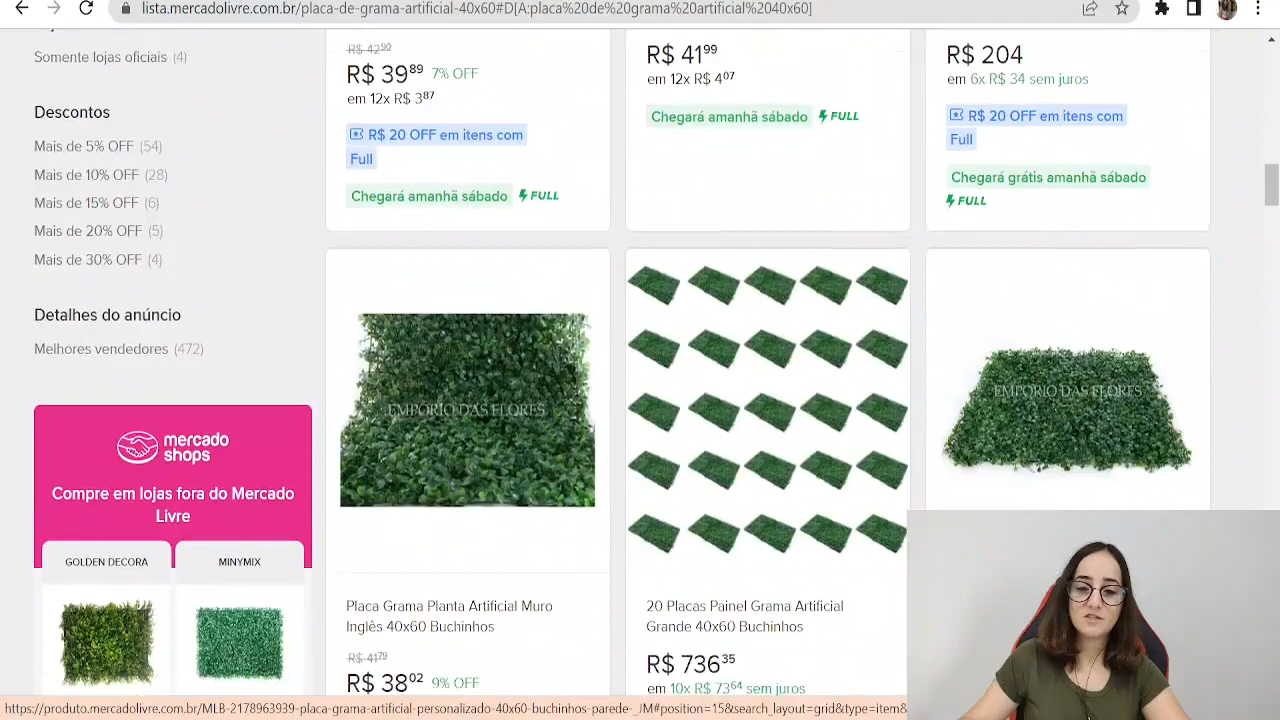 lista.mercadolivre.com.br/placa-de-grama-artificial-40x60#D[A:placa%20de%20grama%20artificial%2040x60]
Somente lojas oficiais (4)
Descontos
Mais de 5% OFF (54)
Mais de 10% OFF (28)
Mais de 15% OFF (6)
Mais de 20% OFF (5)
Mais de 30% OFF (4)
Detalhes do anúncio
Melhores vendedores (472)
mercado
shops
Compre em lojas fora do Mercado
Livre
GOLDEN DECORA
MINYMIX
R$ 4290
R$ 39 89 7% OFF
em 12x R$ 3 87
R$ 20 OFF em itens com
Full
Chegará amanhã sábado FULL
R$ 41 99
em 12x R$ 4 07
Chegará amanhã sábado FULL
R$ 204
em 6x R$ 34 sem juros
R$ 20 OFF em itens com
Full
Chegará grátis amanhã sábado
FULL
EMPORIO DAS FLORES
Placa Grama Planta Artificial Muro
Inglês 40x60 Buchinhos
R$ 41 79
R$ 38 02 9% OFF
20 Placas Painel Grama Artificial
Grande 40x60 Buchinhos
R$ 736 35
em 10x R$ 73 64 sem juros
EMPORIO DAS FLORES
https://produto.mercadolivre.com.br/MLB-2178963939-placa-grama-artificial-personalizado-40x60-buchinhos-parede-_JM#position=15&search_layout=grid&type=item&